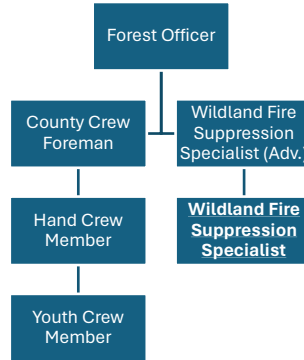 Forest Officer
County Crew
Foreman
Wildland Fire
Suppression
Specialist (Adv.)
Hand Crew
Member
Wildland Fire
Suppression
Specialist
Youth Crew
Member